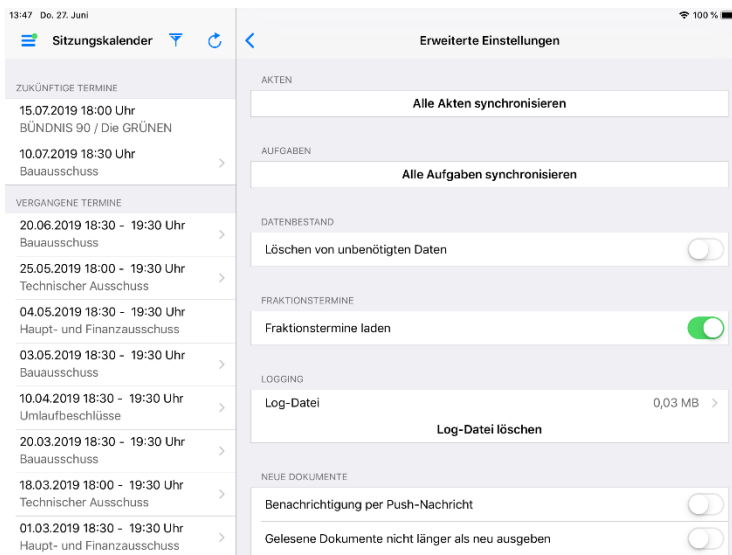 13:47 Do. 27. Juni
100 %
Sitzungskalender
ZUKÜNFTIGE TERMINE
15.07.2019 18:00 Uhr
BÜNDNIS 90 / Die GRÜNEN
10.07.2019 18:30 Uhr
Bauausschuss
VERGANGENE TERMINE
20.06.2019 18:30 - 19:30 Uhr
Bauausschuss
25.05.2019 18:00 - 19:30 Uhr
Technischer Ausschuss
04.05.2019 18:30 - 19:30 Uhr
Haupt- und Finanzausschuss
03.05.2019 18:30 - 19:30 Uhr
Bauausschuss
10.04.2019 18:30 - 19:30 Uhr
Umlaufbeschlüsse
20.03.2019 18:30 - 19:30 Uhr
Bauausschuss
18.03.2019 18:00 - 19:30 Uhr
Technischer Ausschuss
01.03.2019 18:30 - 19:30 Uhr
Haupt- und Finanzausschuss
Erweiterte Einstellungen
AKTEN
Alle Akten synchronisieren
AUFGABEN
Alle Aufgaben synchronisieren
DATENBESTAND
Löschen von unbenötigten Daten
FRAKTIONSTERMINE
Fraktionstermine laden
LOGGING
Log-Datei 0,03 MB
Log-Datei löschen
NEUE DOKUMENTE
Benachrichtigung per Push-Nachricht
Gelesene Dokumente nicht länger als neu ausgeben